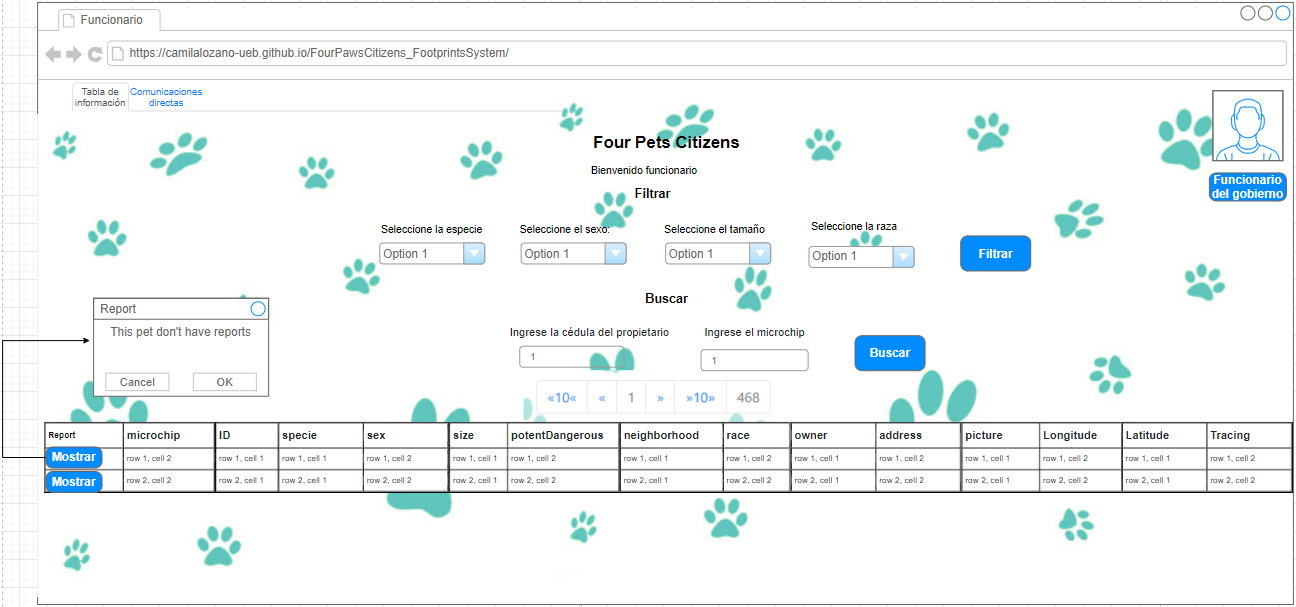 Funcionario
https://camilalozano-ueb.github.io/FourPawsCitizens_FootprintsSystem/
Tabla de
información
Comunicaciones
directas
Four Pets Citizens
Bienvenido funcionario
Funcionario
del gobierno
Filtrar
Seleccione la especie
Seleccione el sexo:
Seleccione el tamaño
Seleccione la raza
Option 1
Option 1
Option 1
Option 1
Filtrar
Report
This pet don't have reports
Cancel
OK
Buscar
Ingrese la cédula del propietario
Ingrese el microchip
1
1
Buscar
«10« « 1 » »10» 468
Report microchip ID specie sex size potentDangerous neighborhood race owner address picture Longitude Latitude Tracing
Mostrar row 1, cell 2 row 1, cell 1 row 1, cell 1 row 1, cell 2 row 1, cell 1 row 1, cell 2 row 1, cell 1 row 1, cell 2 row 1, cell 1 row 1, cell 2 row 1, cell 1 row 1, cell 2 row 1, cell 1 row 1, cell 2
Mostrar row 2, cell 2 row 2, cell 1 row 2, cell 1 row 2, cell 2 row 2, cell 1 row 2, cell 2 row 2, cell 1 row 2, cell 2 row 2, cell 1 row 2, cell 2 row 2, cell 1 row 2, cell 2 row 2, cell 1 row 2, cell 2